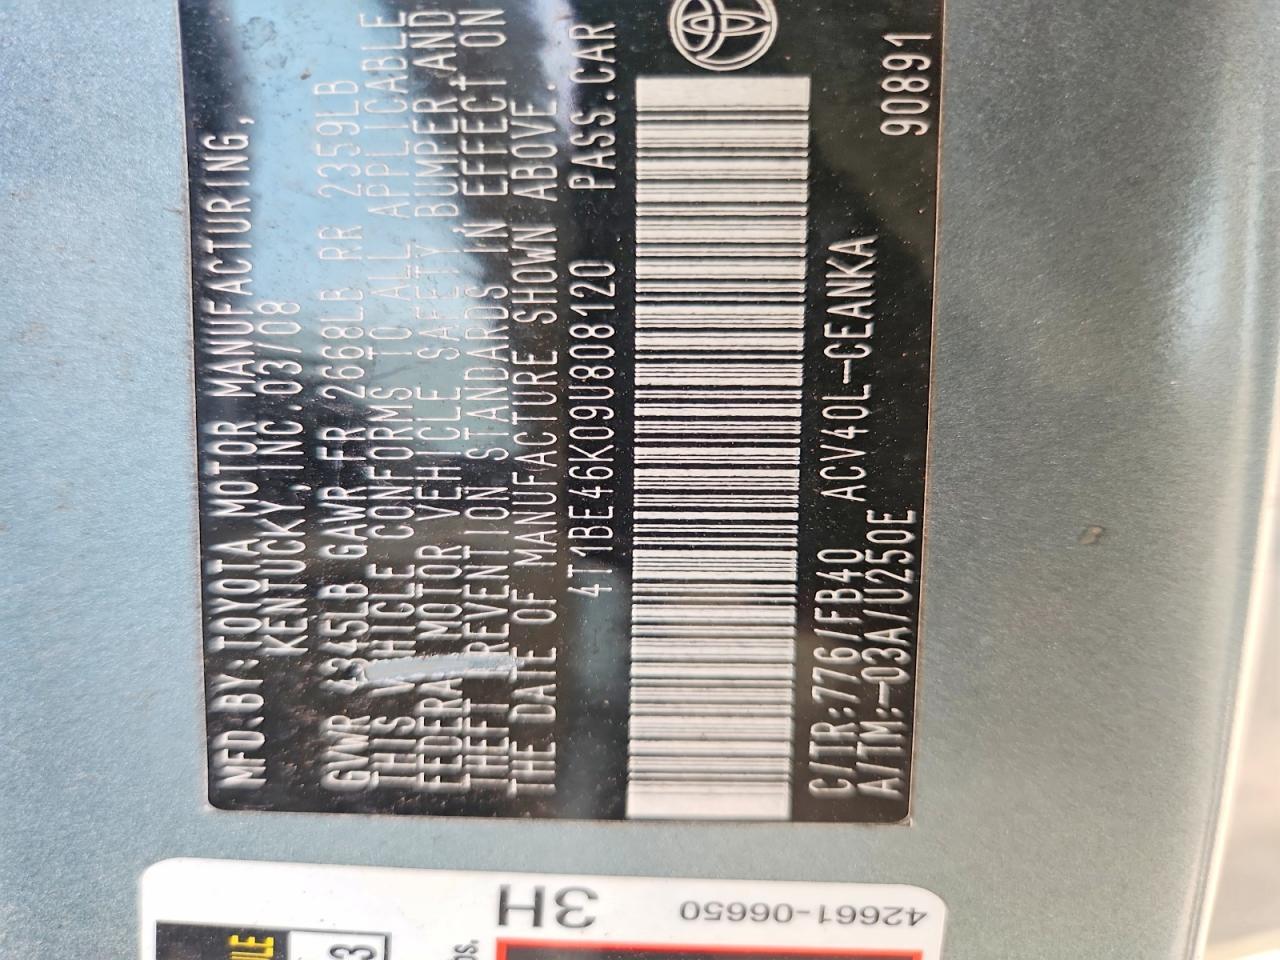 MFD.BY:TOYOTA MOTOR MANUFACTURING,
KENTUCKY,INC.03/08
GVWR 4345LB GAWR FR 2668LB RR 2359LB
THIS VEHICLE CONFORMS TO ALL APPLICABLE
FEDERAL MOTOR VEHICLE SAFETY,BUMPER,AND
THEFT PREVENTION STANDARDS IN EFFECT ON
THE DATE OF MANUFACTURE SHOWN ABOVE.
4T1BE46K09U808120 PASS.CAR
C/TR:776/FB40 ACV40L-CEANKA
A/TM:-03A/U250E 90891
3H 42661-06650